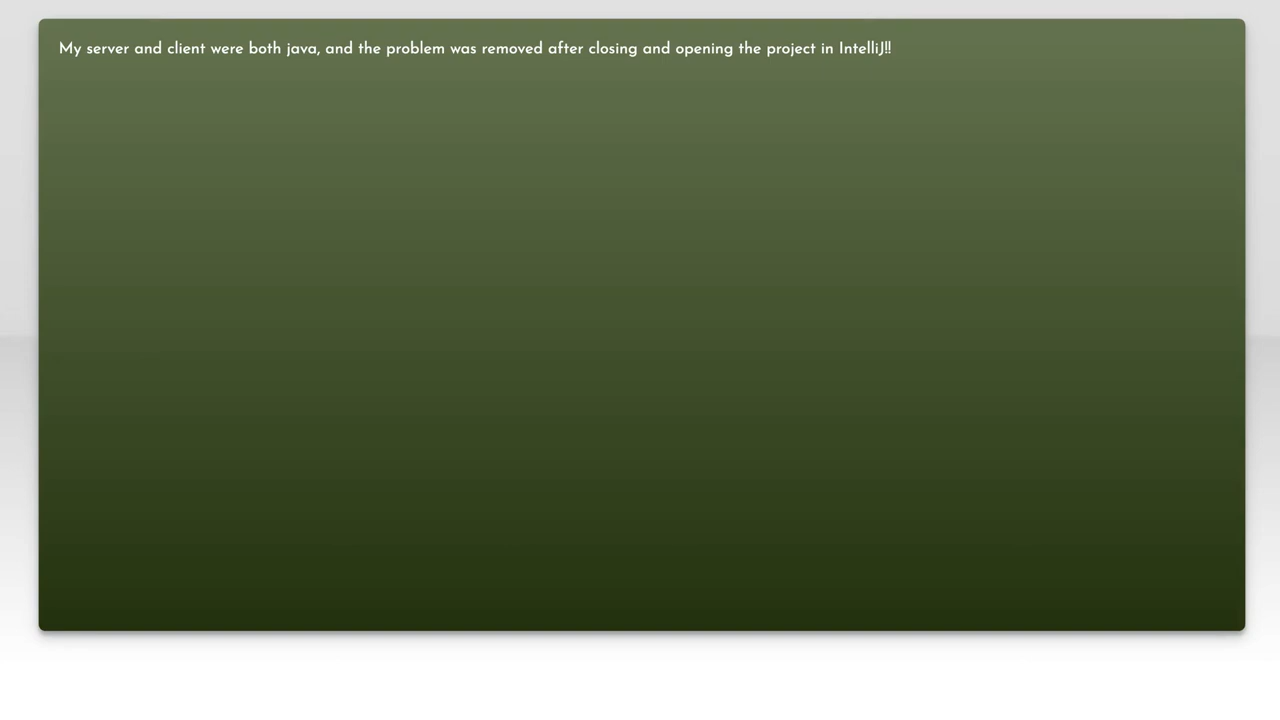 My server and client were both java, and the problem was removed after closing and opening the project in IntelliJ!!